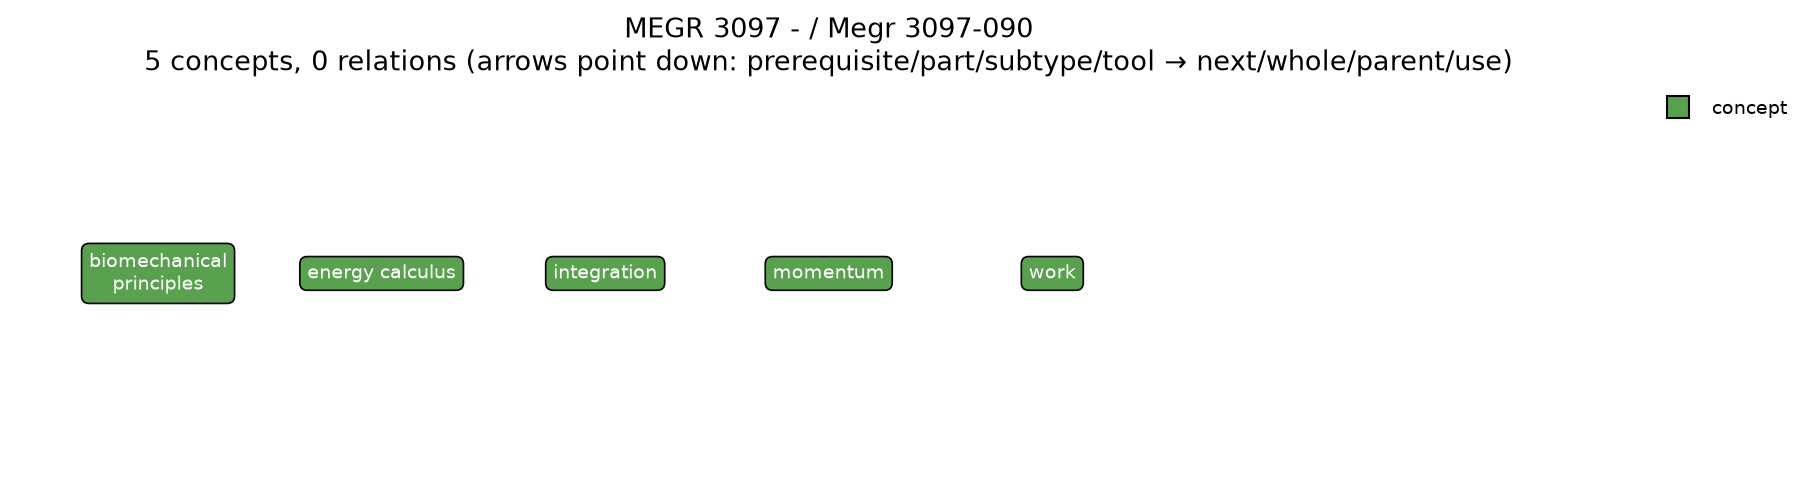 MEGR 3097 - / Megr 3097-090
5 concepts, 0 relations (arrows point down: prerequisite/part/subtype/tool → next/whole/parent/use)
concept
biomechanical
principles
energy calculus
integration
momentum
work